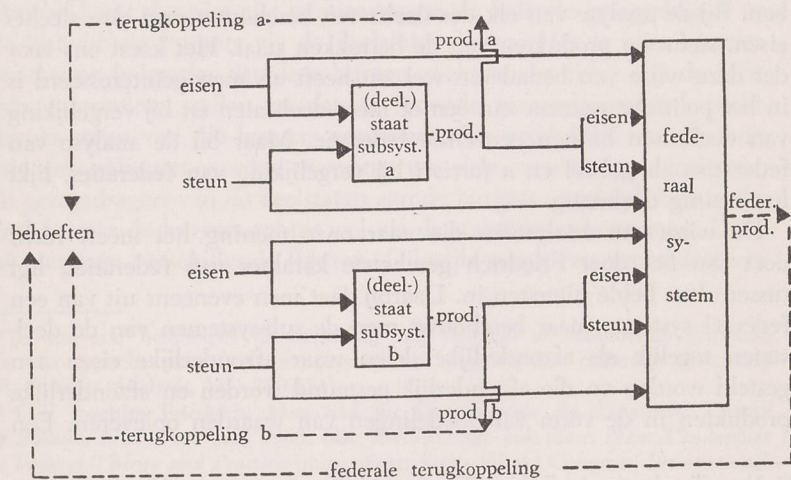 terugkoppeling a.
prod. a
eisen
steun
(deel-)
staat
subsyst.
a
prod.
eisen
steun
behoeften
eisen
steun
(deel-)
staat
subsyst.
b
prod.
eisen
steun
prod. b
fede-
raal
sy-
steem
feder.
prod.
terugkoppeling b
federale terugkoppeling